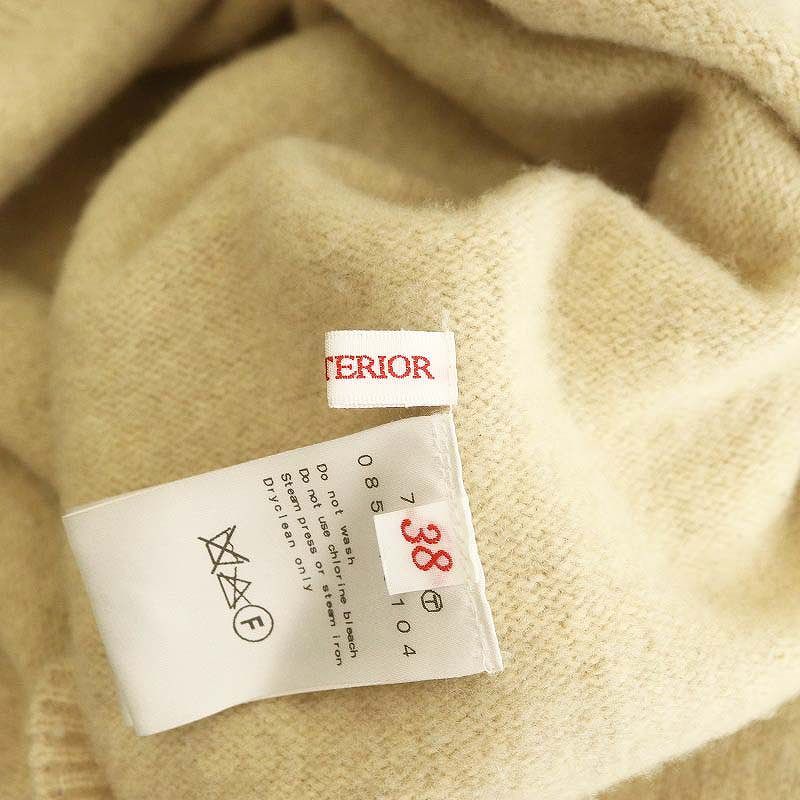 TERIOR
38
7
T
085
104
Do not wash
Do not use chlorine bleach
Steam press or steam iron
Dryclean only
F